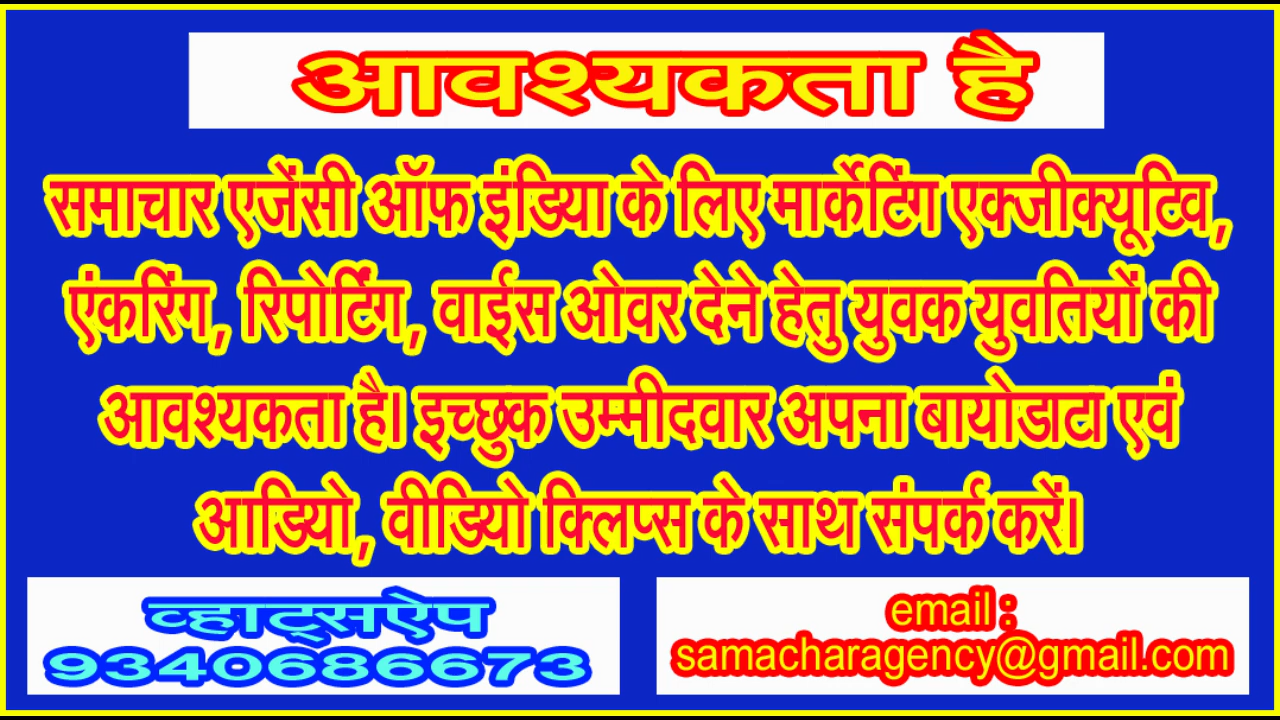 आवश्यकता है
समाचार एजेंसी ऑफ इंडिया के लिए मार्केटिंग एक्जीक्यूटिव,
एंकरिंग, रिपोर्टिंग, वाईस ओवर देने हेतु युवक युवतियों की
आवश्यकता है। इच्छुक उम्मीदवार अपना बायोडाटा एवं
आडियो, वीडियो क्लिप्स के साथ संपर्क करें।
व्हाट्सऐप
9340686673
email :
samacharagency@gmail.com